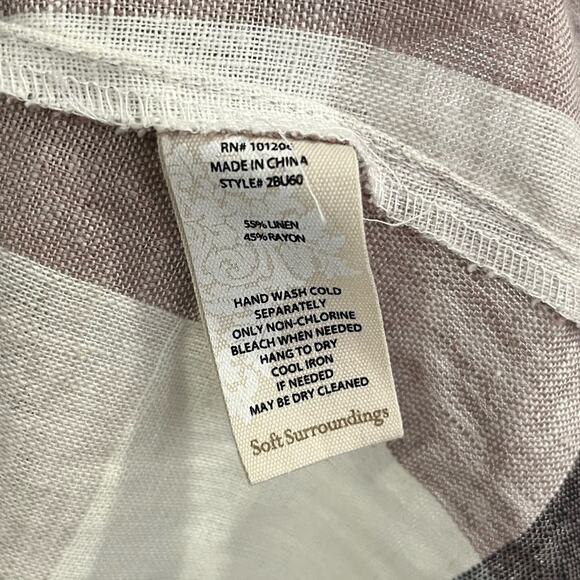 RN#
MADE IN CHINA
STYLE# 2BU60
55% LINEN
45% RAYON
HAND WASH COLD
SEPARATELY
ONLY NON-CHLORINE
BLEACH WHEN NEEDED
HANG TO DRY
COOL IRON
IF NEEDED
MAY BE DRY CLEANED
Soft Surroundings